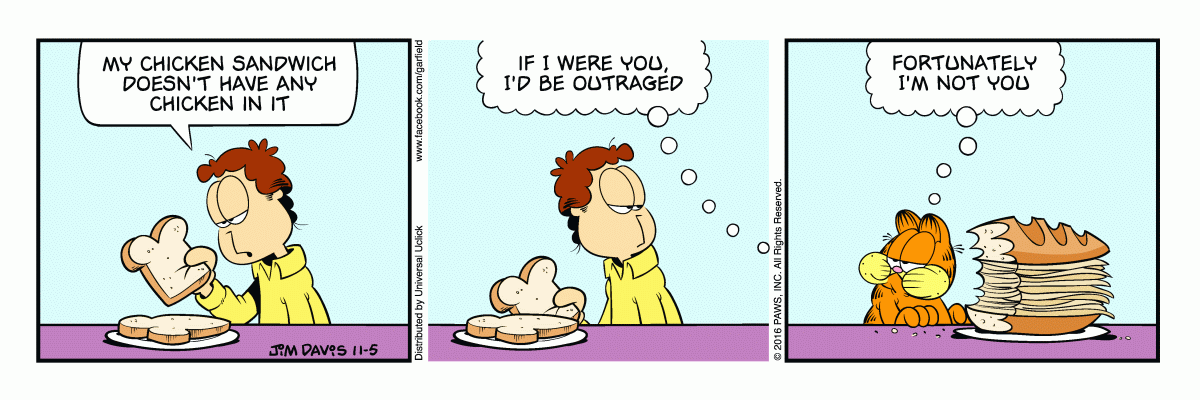 MY CHICKEN SANDWICH
DOESN'T HAVE ANY
CHICKEN IN IT
JIM DAVIS 11-5
www.facebook.com/garfield
Distributed by Universal Uclick
IF I WERE YOU,
I'D BE OUTRAGED
© 2016 PAWS, INC. All Rights Reserved.
FORTUNATELY
I'M NOT YOU